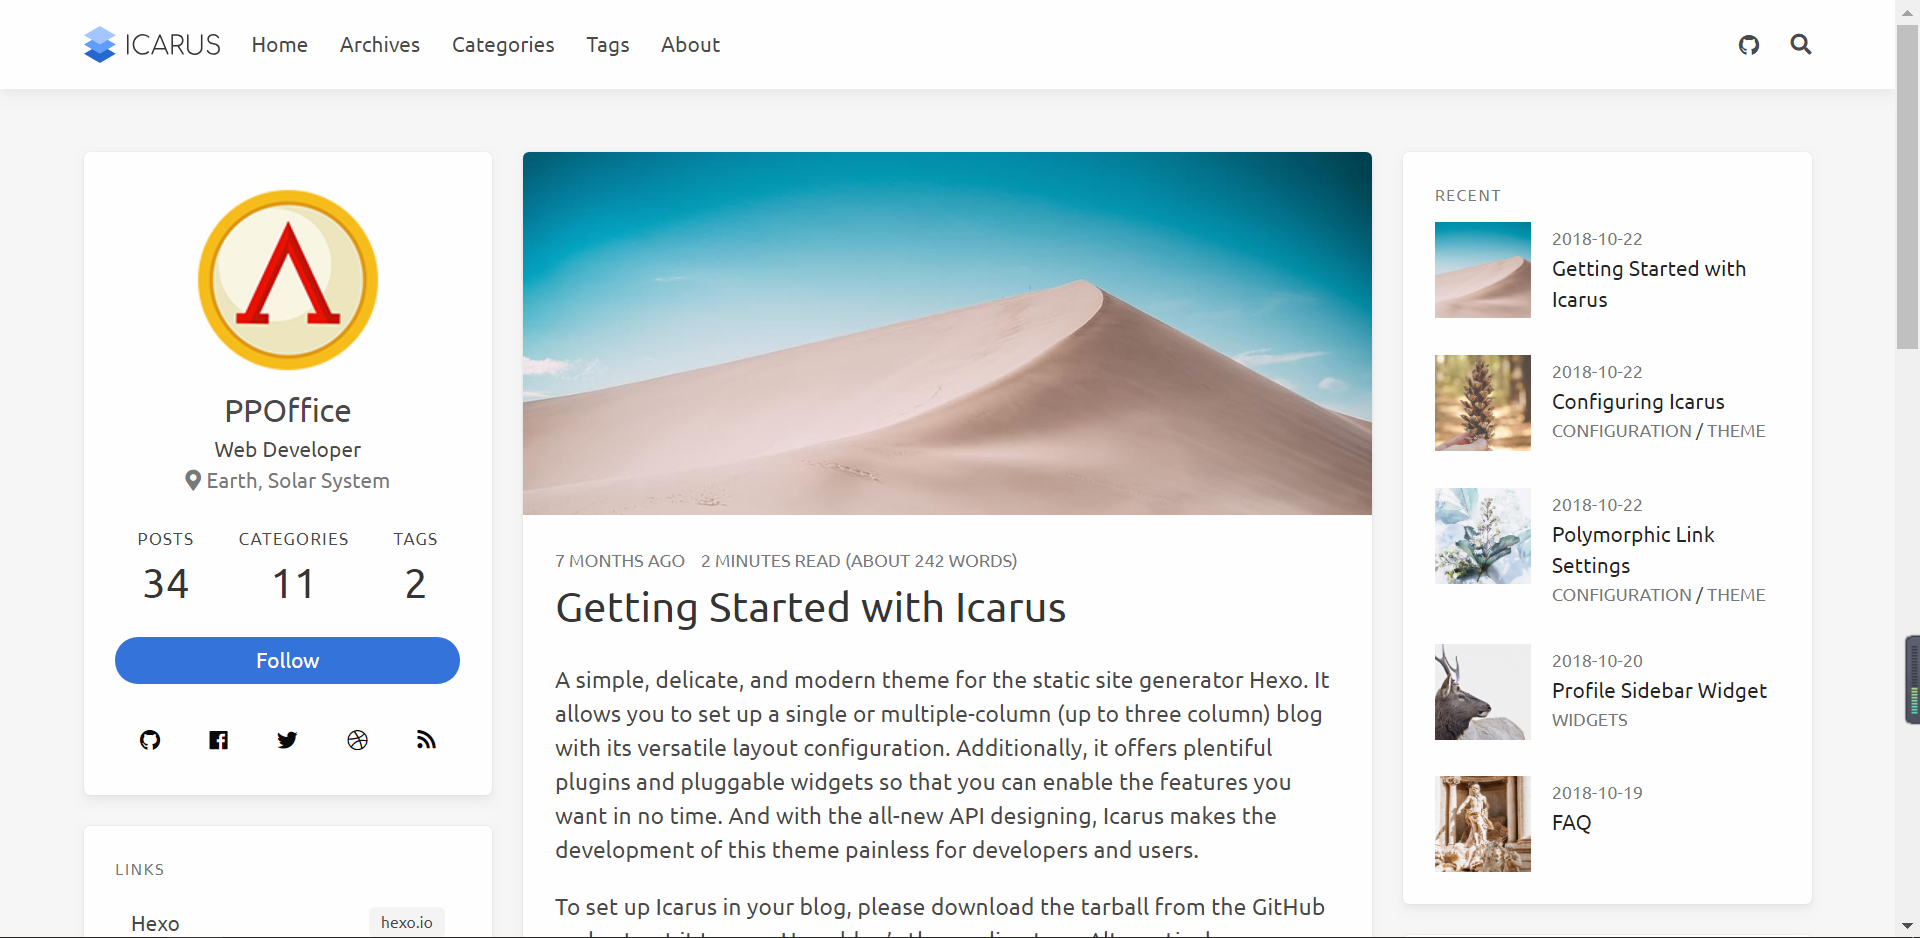 ICARUS Home Archives Categories Tags About
PPOffice
Web Developer
Earth, Solar System
POSTS CATEGORIES TAGS
34 11 2
Follow
LINKS
Hexo hexo.io
7 MONTHS AGO 2 MINUTES READ (ABOUT 242 WORDS)
Getting Started with Icarus
A simple, delicate, and modern theme for the static site generator Hexo. It
allows you to set up a single or multiple-column (up to three column) blog
with its versatile layout configuration. Additionally, it offers plentiful
plugins and pluggable widgets so that you can enable the features you
want in no time. And with the all-new API designing, Icarus makes the
development of this theme painless for developers and users.
To set up Icarus in your blog, please download the tarball from the GitHub
RECENT
2018-10-22
Getting Started with
Icarus
2018-10-22
Configuring Icarus
CONFIGURATION / THEME
2018-10-22
Polymorphic Link
Settings
CONFIGURATION / THEME
2018-10-20
Profile Sidebar Widget
WIDGETS
2018-10-19
FAQ